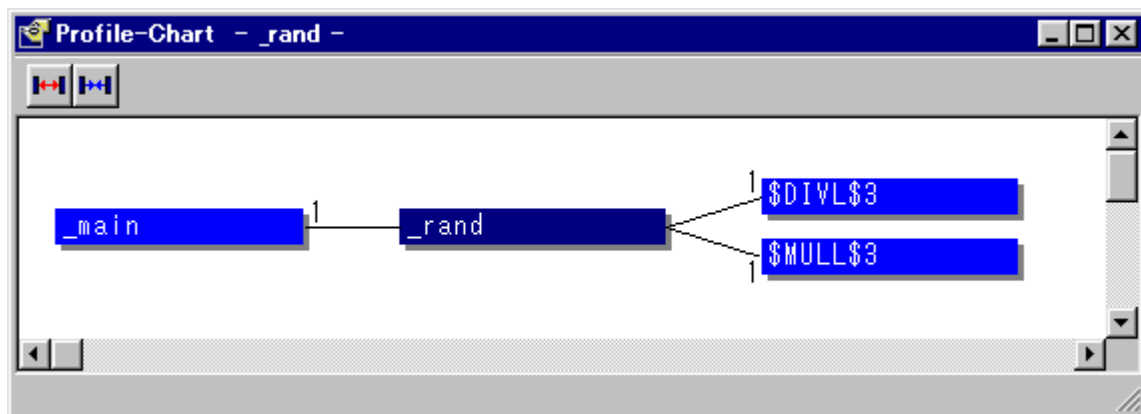 Profile-Chart - _rand -
1
$DIVL$3
_main
1
_rand
$MULL$3
1